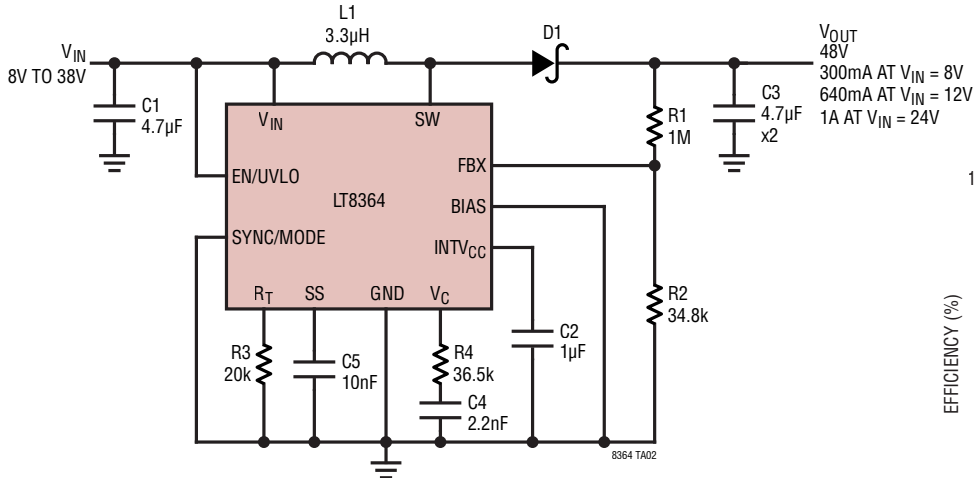 L1
3.3µH
D1
VIN
8V TO 38V
VOUT
48V
300mA AT VIN = 8V
640mA AT VIN = 12V
1A AT VIN = 24V
C1
4.7µF
C3
4.7µF
x2
R1
1M
VIN
SW
FBX
EN/UVLO
LT8364
BIAS
SYNC/MODE
INTVCC
RT
SS
GND
VC
R2
34.8k
C2
1µF
R3
20k
C5
10nF
R4
36.5k
C4
2.2nF
8364 TA02
1
EFFICIENCY (%)